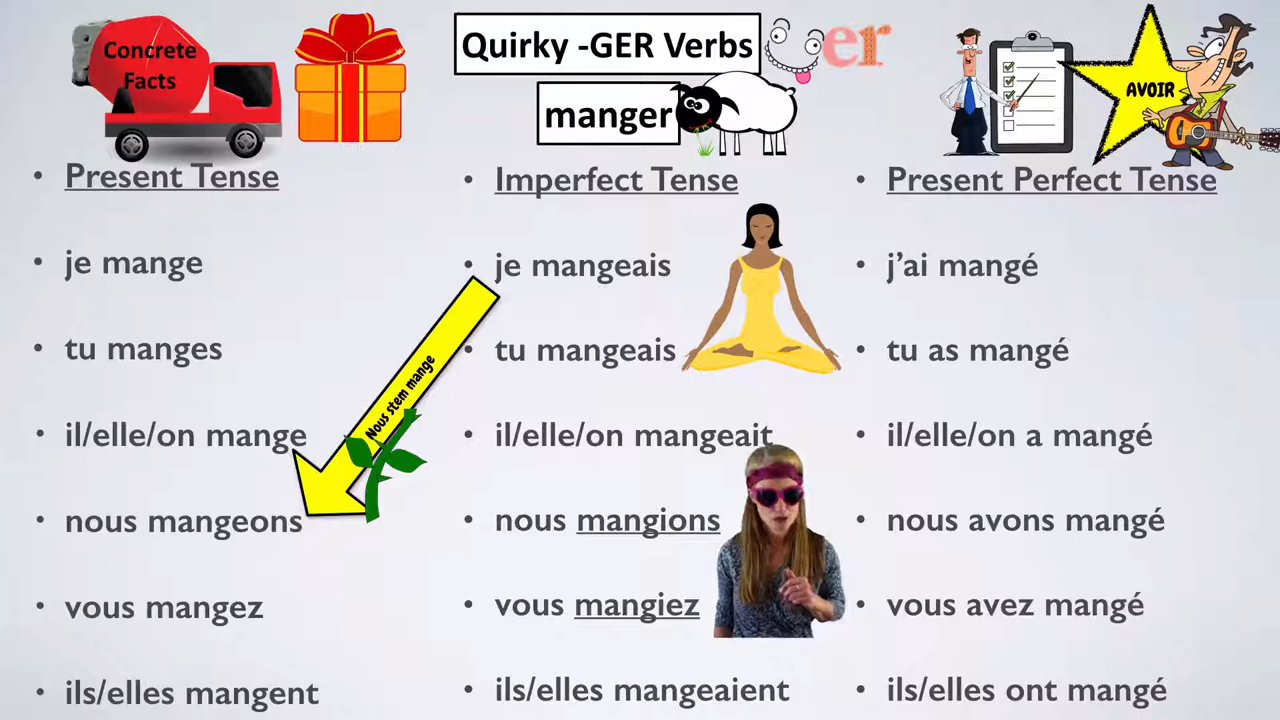 Concrete
Facts
Quirky -GER Verbs
er
manger
AVOIR
• Present Tense
• je mange
• tu manges
• il/elle/on mange
• nous mangeons
• vous mangez
• ils/elles mangent
Nous stem mange
• Imperfect Tense
• je mangeais
• tu mangeais
• il/elle/on mangeait
• nous mangions
• vous mangiez
• ils/elles mangeaient
• Present Perfect Tense
• j’ai mangé
• tu as mangé
• il/elle/on a mangé
• nous avons mangé
• vous avez mangé
• ils/elles ont mangé